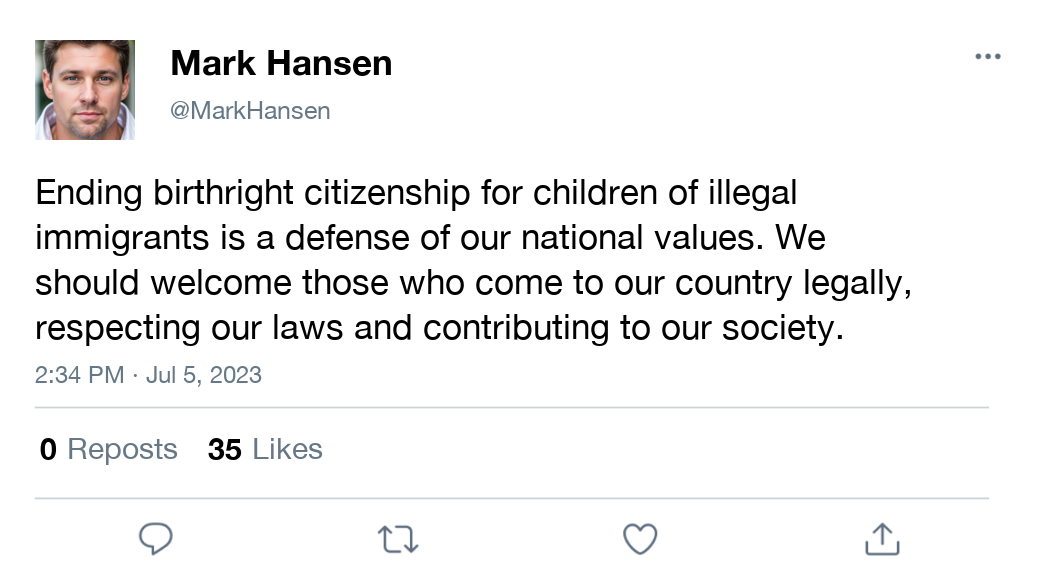 Mark Hansen
@MarkHansen
Ending birthright citizenship for children of illegal
immigrants is a defense of our national values. We
should welcome those who come to our country legally,
respecting our laws and contributing to our society.
2:34 PM · Jul 5, 2023
0 Reposts 35 Likes